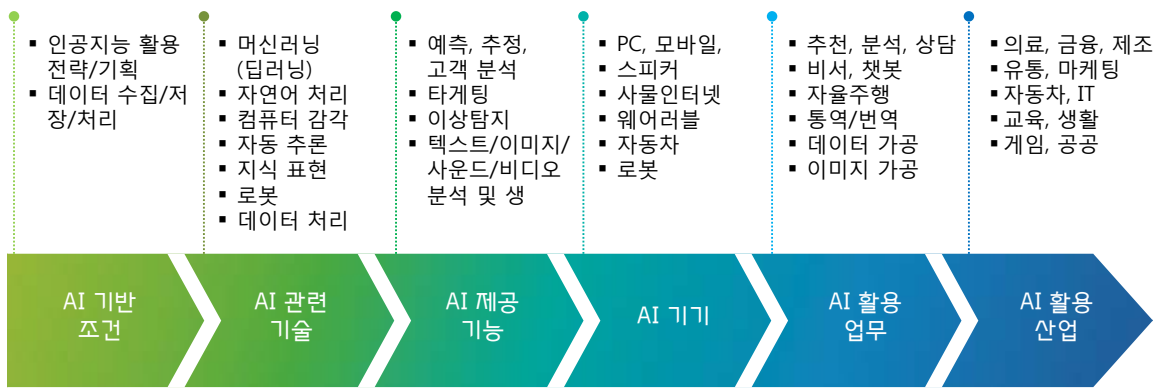 ▪ 인공지능 활용
전략/기획
▪ 데이터 수집/저
장/처리
▪ 머신러닝
(딥러닝)
▪ 자연어 처리
▪ 컴퓨터 감각
▪ 자동 추론
▪ 지식 표현
▪ 로봇
▪ 데이터 처리
▪ 예측, 추정,
고객 분석
▪ 타게팅
▪ 이상탐지
▪ 텍스트/이미지/
사운드/비디오
분석 및 생
▪ PC, 모바일,
▪ 스피커
▪ 사물인터넷
▪ 웨어러블
▪ 자동차
▪ 로봇
▪ 추천, 분석, 상담
▪ 비서, 챗봇
▪ 자율주행
▪ 통역/번역
▪ 데이터 가공
▪ 이미지 가공
▪ 의료, 금융, 제조
▪ 유통, 마케팅
▪ 자동차, IT
▪ 교육, 생활
▪ 게임, 공공
AI 기반
조건
AI 관련
기술
AI 제공
기능
AI 기기
AI 활용
업무
AI 활용
산업